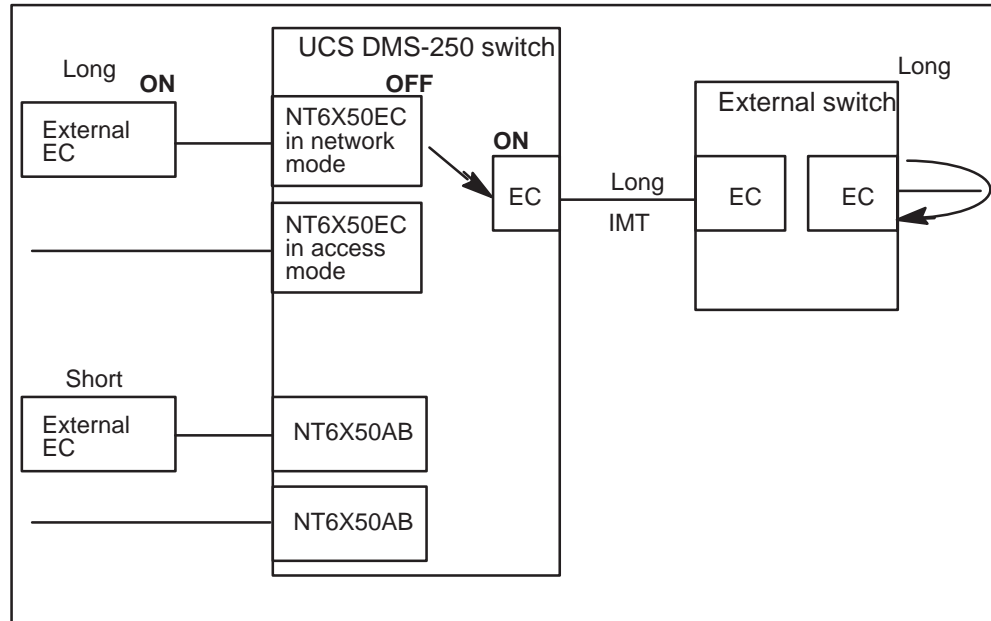 UCS DMS-250 switch
Long
ON
OFF
External
EC
NT6X50EC
in network
mode
ON
EC
Long
IMT
External switch
Long
EC
EC
NT6X50EC
in access
mode
Short
External
EC
NT6X50AB
NT6X50AB